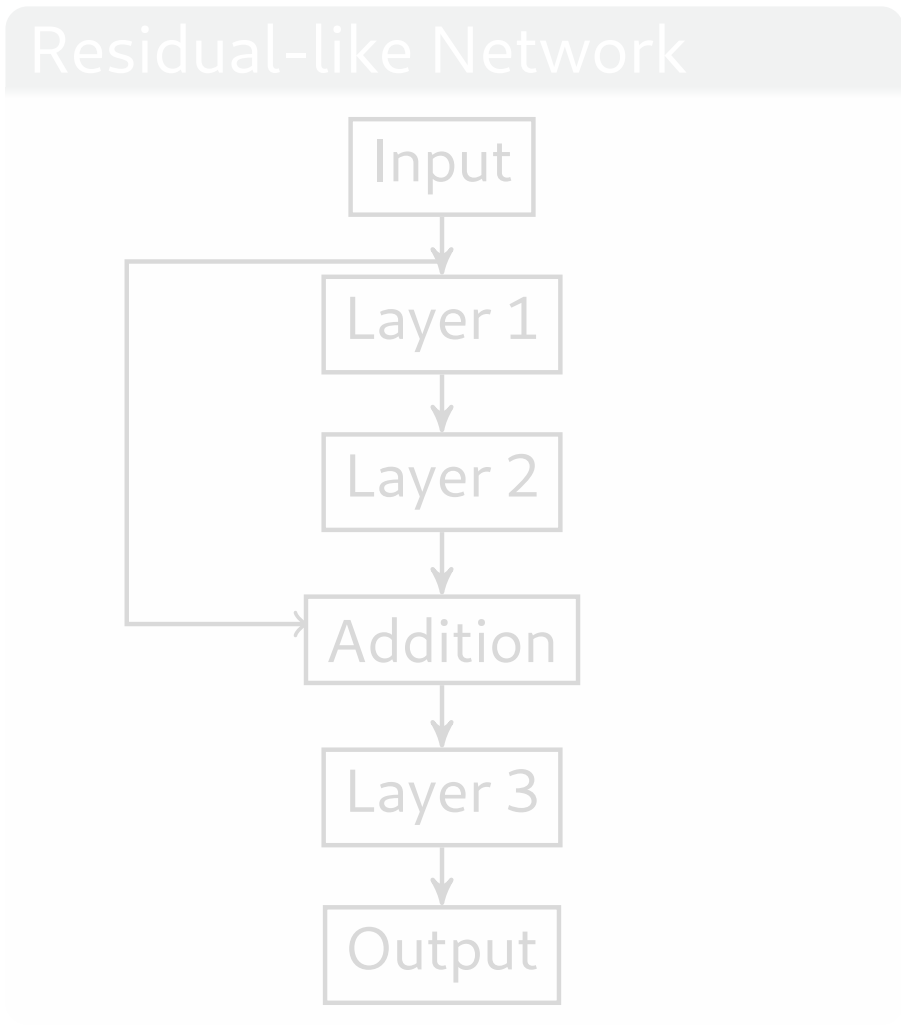 Residual-like Network
Input
Layer 1
Layer 2
Addition
Layer 3
Output